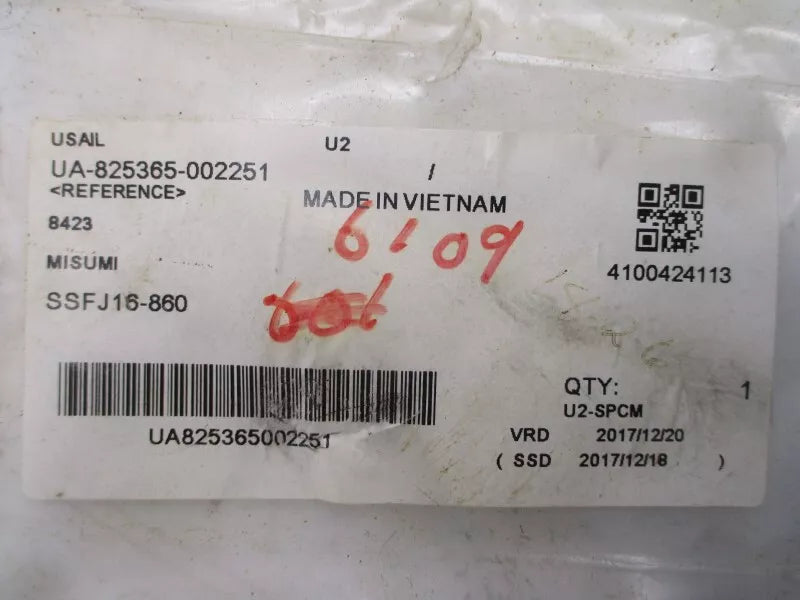 USAIL
U2
UA-825365-002251
/
<REFERENCE>
MADE IN VIETNAM
8423
6-09
MISUMI
4100424113
SSFJ16-860
606
QTY: 1
U2-SPCM
UA825365002251
VRD 2017/12/20
( SSD 2017/12/18 )